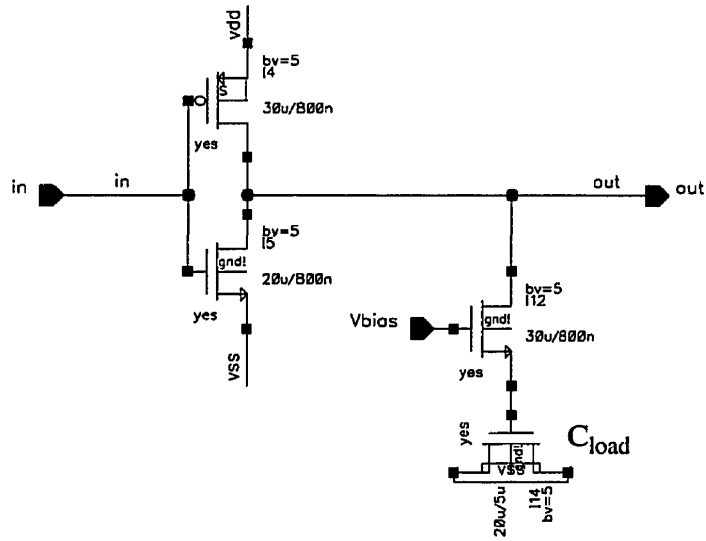 vdd
bv=5
I4
S
30u/800n
yes
in
in
out
out
bv=5
I5
gnd!
20u/800n
yes
vss
Vbias
bv=5
I12
gnd!
30u/800n
yes
yes
gnd!
vss
Cload
20u/5u
I14
bv=5